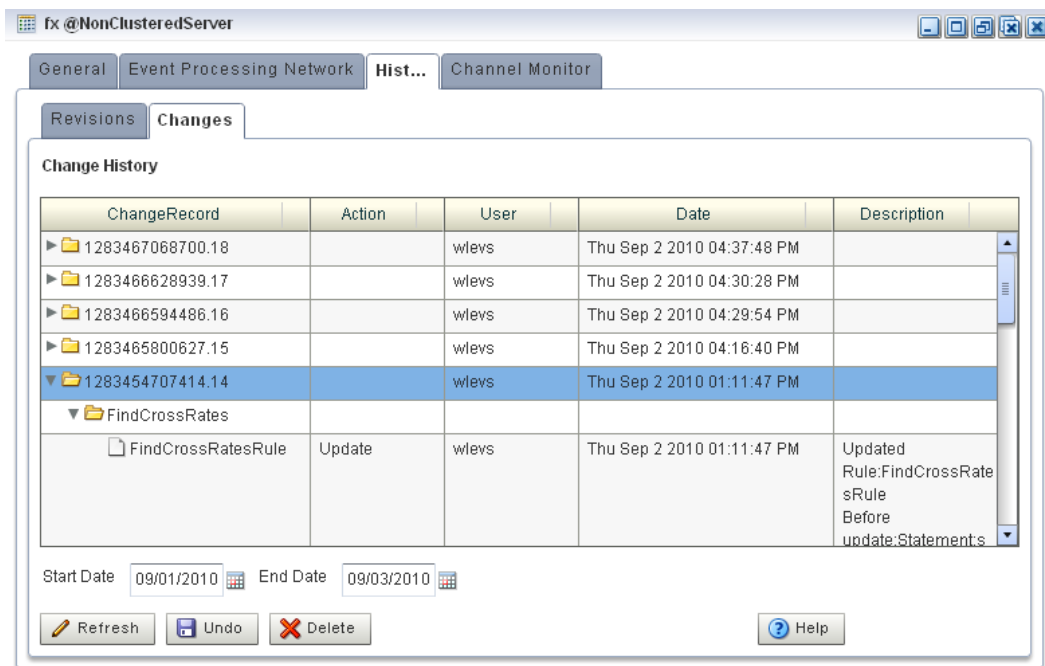 fx @NonClusteredServer
General Event Processing Network Hist... Channel Monitor
Revisions Changes
Change History
ChangeRecord Action User Date Description
1283467068700.18 wlevs Thu Sep 2 2010 04:37:48 PM
1283466628939.17 wlevs Thu Sep 2 2010 04:30:28 PM
1283466594486.16 wlevs Thu Sep 2 2010 04:29:54 PM
1283465800627.15 wlevs Thu Sep 2 2010 04:16:40 PM
1283454707414.14 wlevs Thu Sep 2 2010 01:11:47 PM
FindCrossRates
FindCrossRatesRule Update wlevs Thu Sep 2 2010 01:11:47 PM Updated
Rule:FindCrossRate
sRule
Before
update:Statement:s
Start Date 09/01/2010 End Date 09/03/2010
Refresh Undo Delete Help